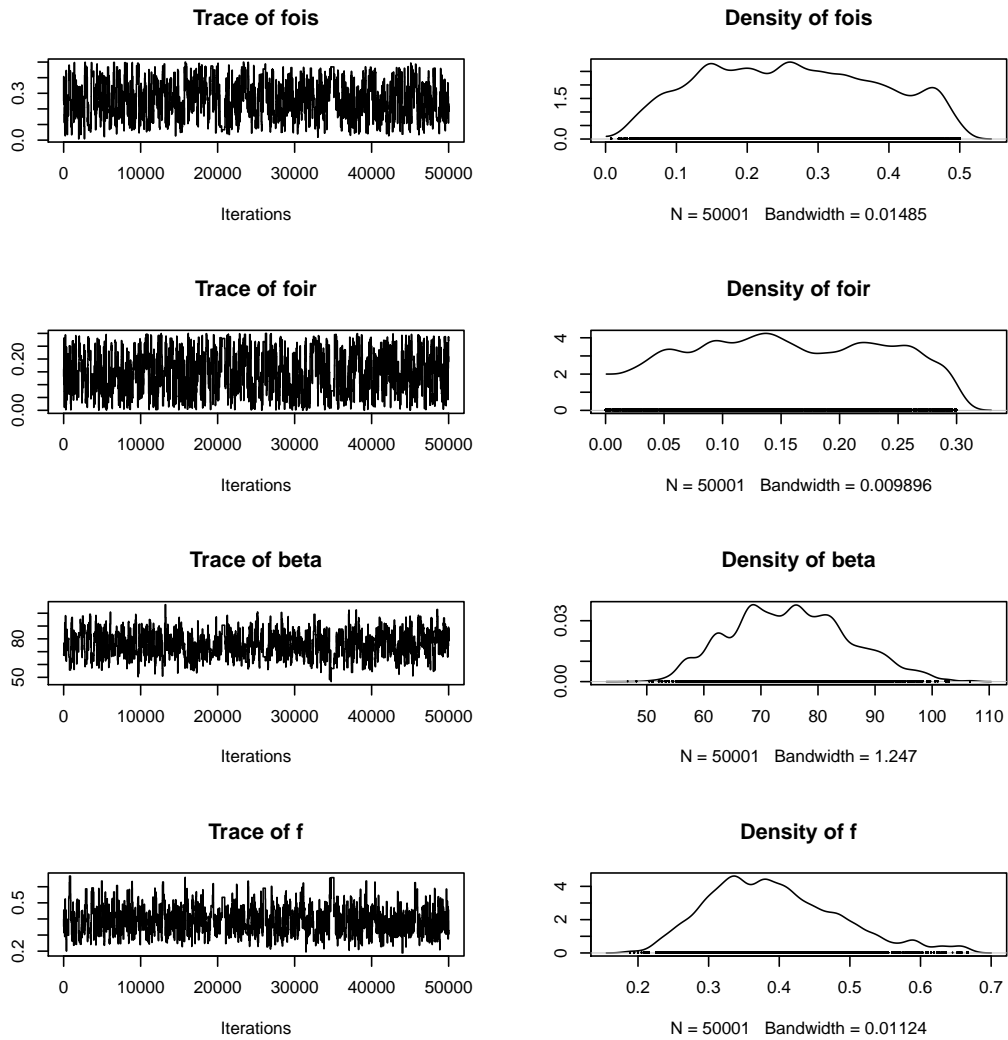 Trace of fois
0.0 0.3
0 10000 20000 30000 40000 50000
Iterations
Density of fois
0.0 1.5
0.0 0.1 0.2 0.3 0.4 0.5
N = 50001 Bandwidth = 0.01485
Trace of foir
0.00 0.20
0 10000 20000 30000 40000 50000
Iterations
Density of foir
0 2 4
0.00 0.05 0.10 0.15 0.20 0.25 0.30
N = 50001 Bandwidth = 0.009896
Trace of beta
50 80
0 10000 20000 30000 40000 50000
Iterations
Density of beta
0.00 0.03
50 60 70 80 90 100 110
N = 50001 Bandwidth = 1.247
Trace of f
0.2 0.5
0 10000 20000 30000 40000 50000
Iterations
Density of f
0 2 4
0.2 0.3 0.4 0.5 0.6 0.7
N = 50001 Bandwidth = 0.01124